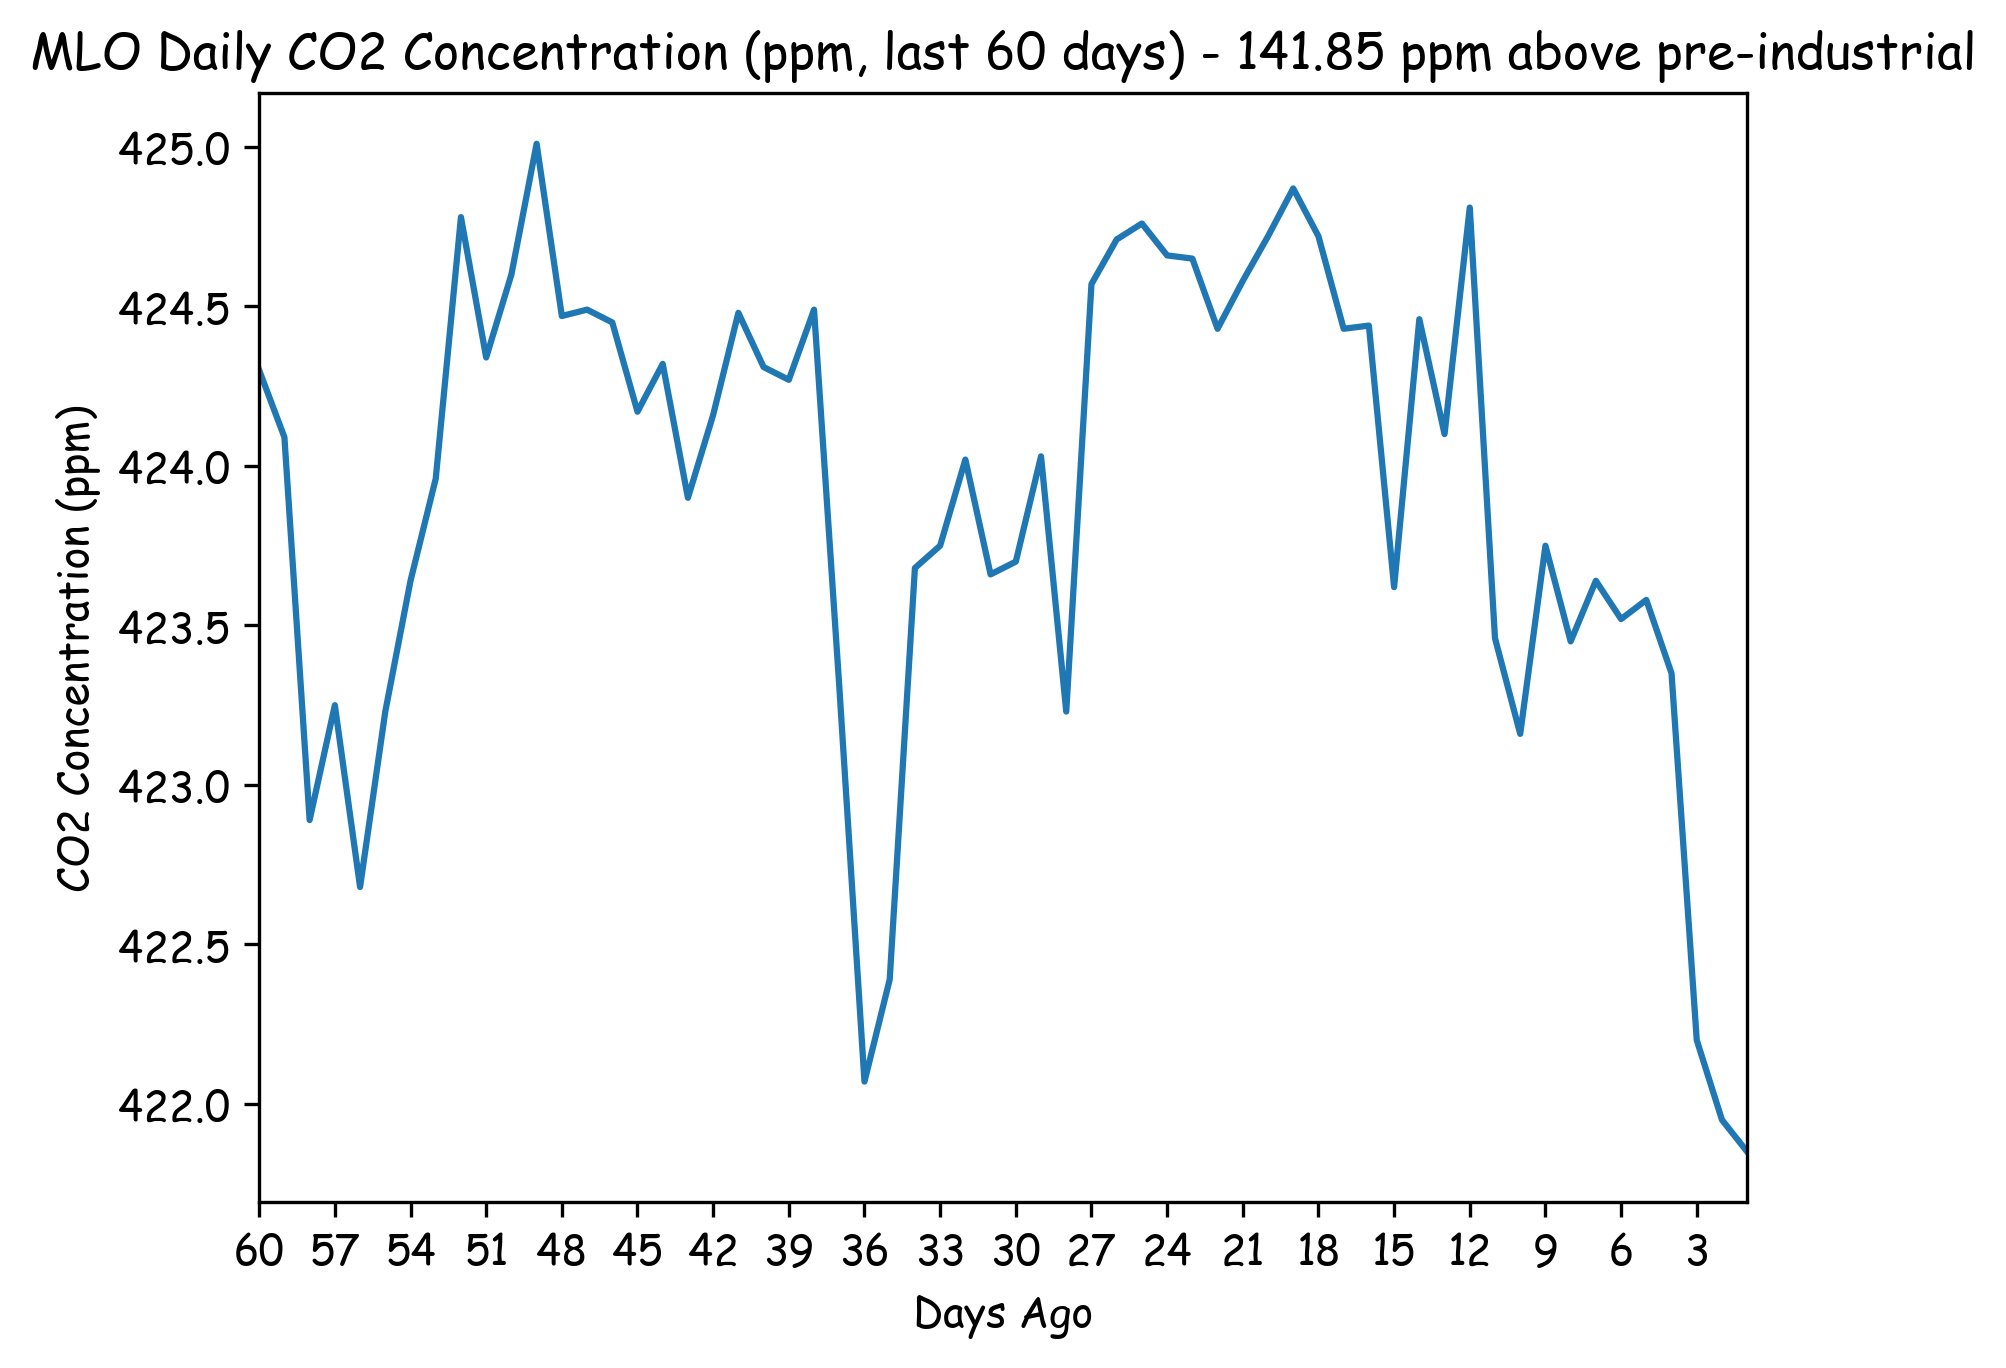 MLO Daily CO2 Concentration (ppm, last 60 days) - 141.85 ppm above pre-industrial
425.0
424.5
424.0
423.5
423.0
422.5
422.0
CO2 Concentration (ppm)
60 57 54 51 48 45 42 39 36 33 30 27 24 21 18 15 12 9 6 3
Days Ago